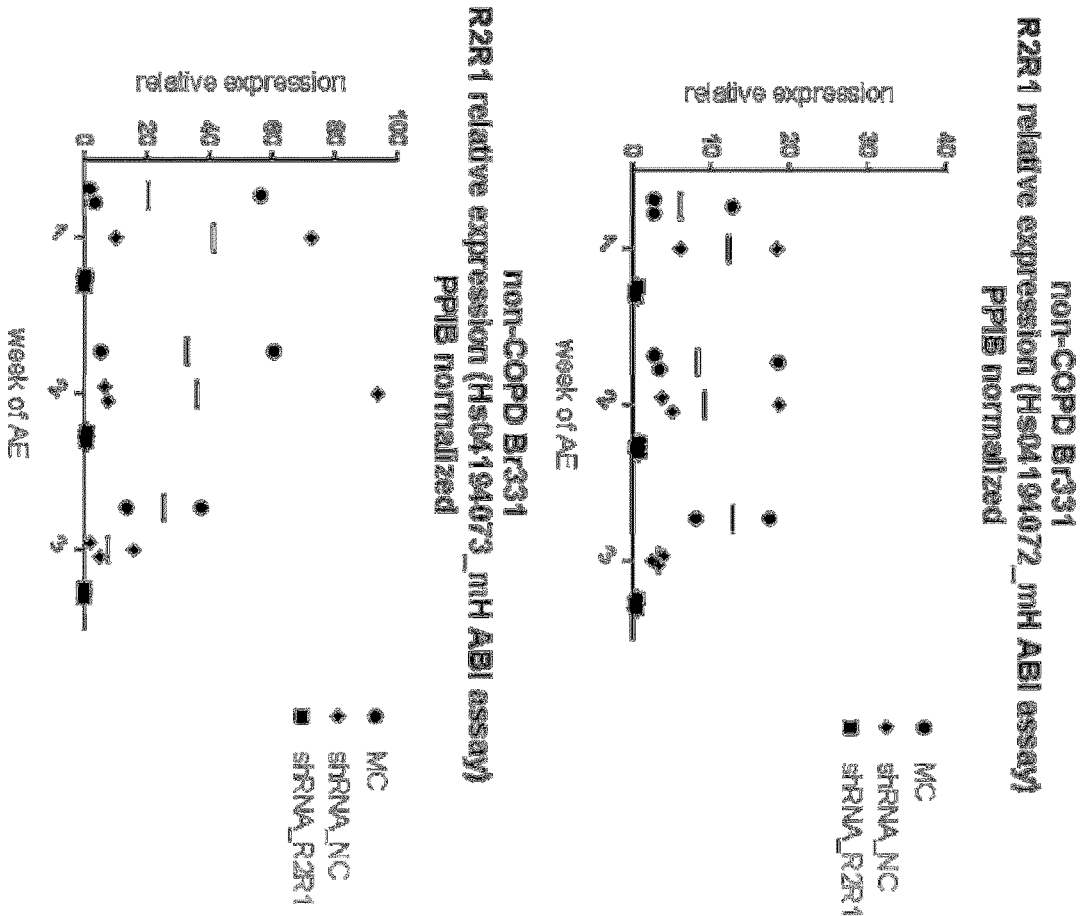 non-COPD Br331
R2R1 relative expression (Hs04194072_mH ABI assay)
PPIB normalized
relative expression
40
30
20
10
0
1
2
3
week of AE
MC
shRNA_NC
shRNA_R2R1
non-COPD Br331
R2R1 relative expression (Hs04194073_mH ABI assay)
PPIB normalized
relative expression
100
80
60
40
20
0
1
2
3
week of AE
MC
shRNA_NC
shRNA_R2R1